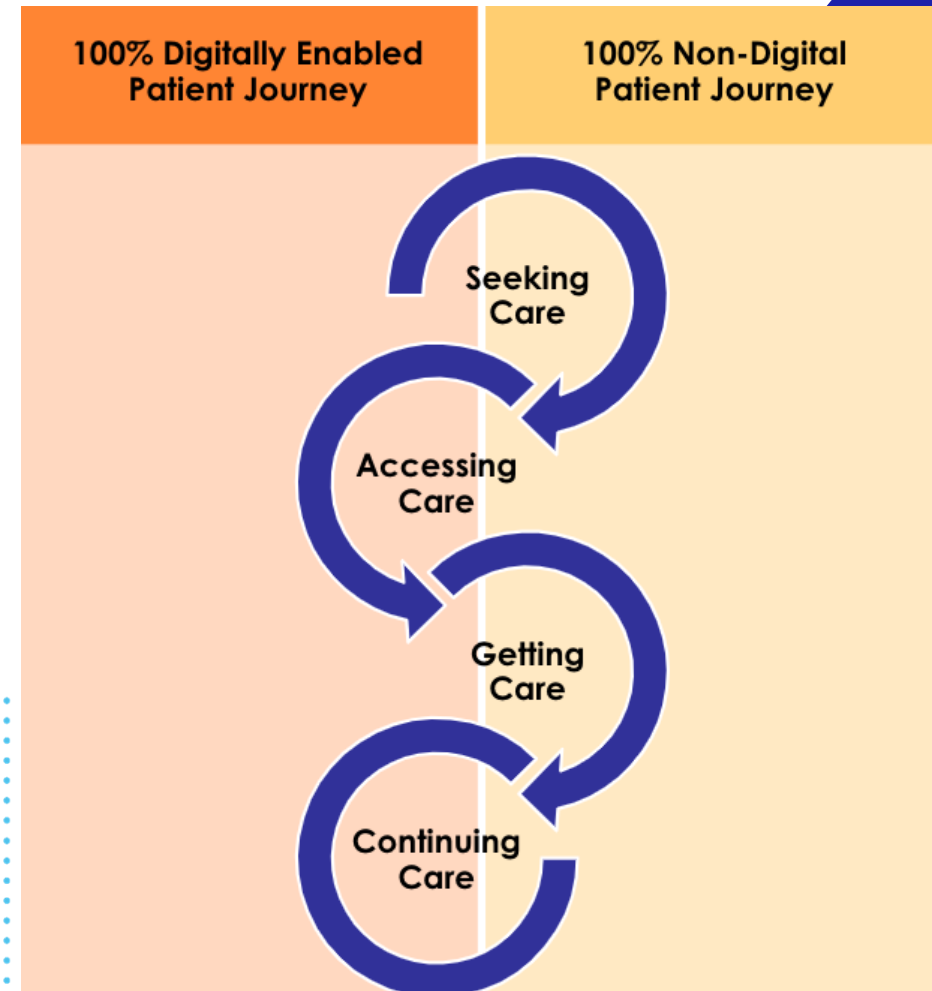 100% Digitally Enabled
Patient Journey
100% Non-Digital
Patient Journey
Seeking
Care
Accessing
Care
Getting
Care
Continuing
Care